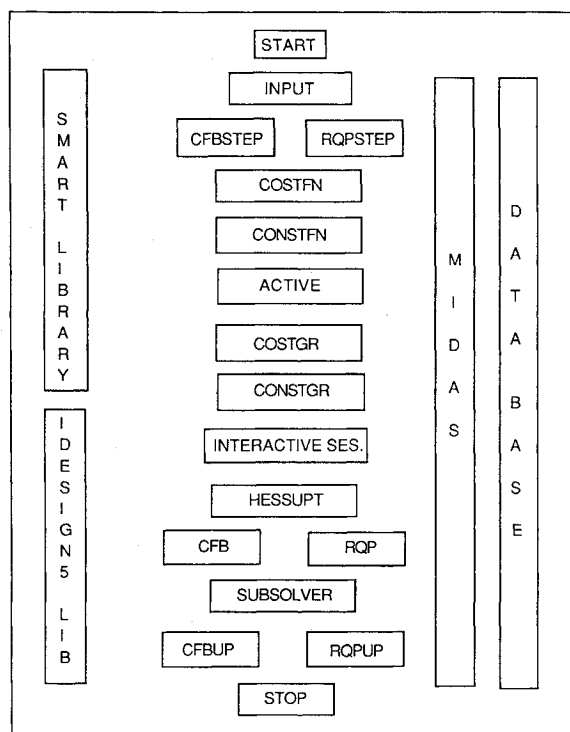 START
INPUT
CFBSTEP
RQPSTEP
COSTFN
CONSTFN
ACTIVE
COSTGR
CONSTGR
INTERACTIVE SES.
HESSUPT
CFB
RQP
SUBSOLVER
CFBUP
RQPUP
STOP
SMART LIBRARY
IDESIGN5 LIB
MIDAS
DATA BASE